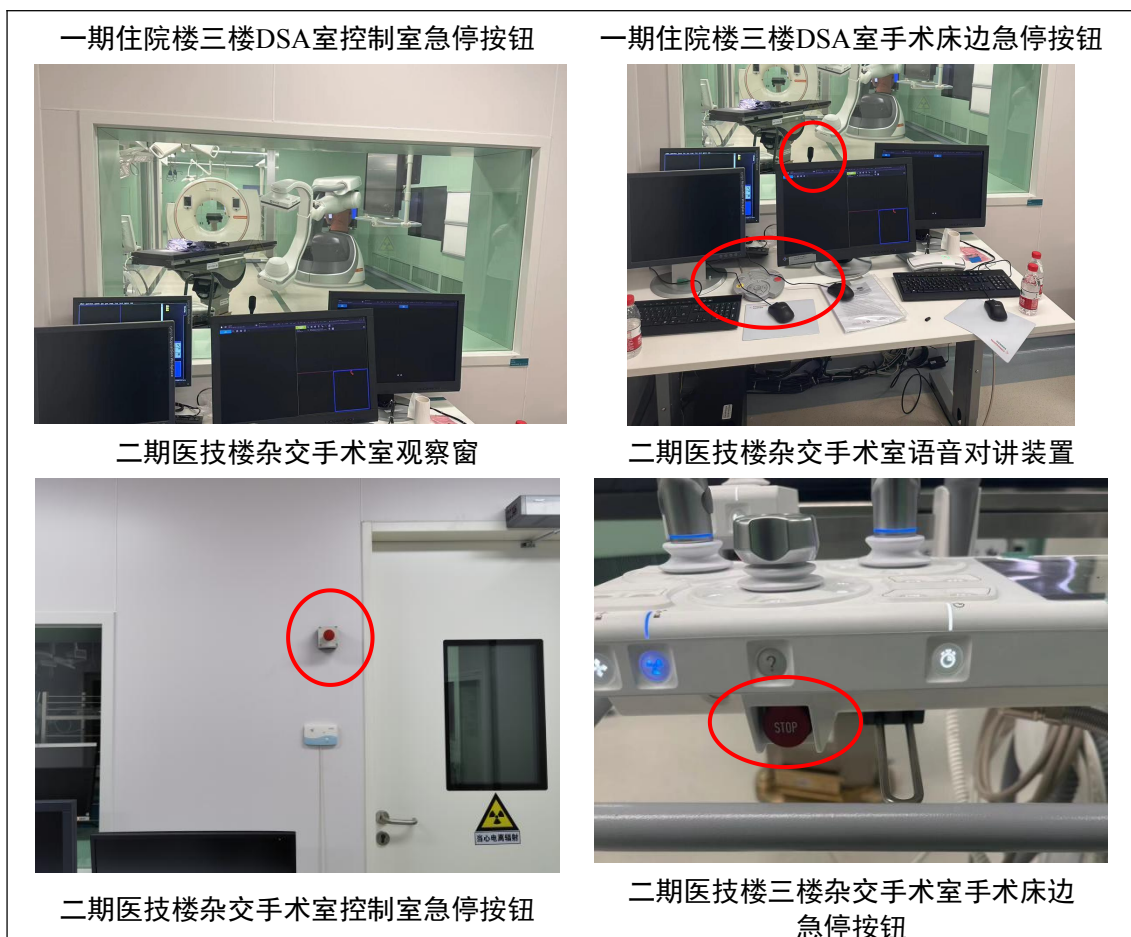 一期住院楼三楼DSA室控制室急停按钮
一期住院楼三楼DSA室手术床边急停按钮
二期医技楼杂交手术室观察窗
二期医技楼杂交手术室语音对讲装置
当心电离辐射
?
STOP
二期医技楼杂交手术室控制室急停按钮
二期医技楼三楼杂交手术室手术床边
急停按钮